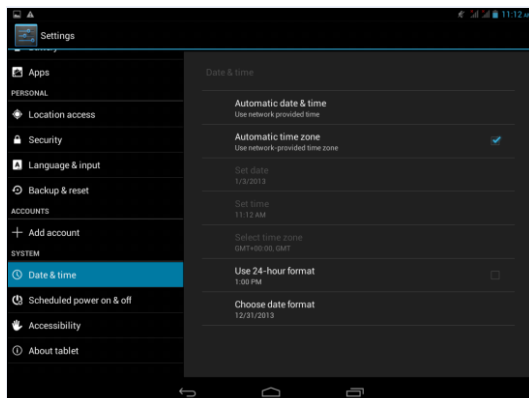 11:12 AM
Settings
Battery
Apps
PERSONAL
Location access
Security
Language & input
Backup & reset
ACCOUNTS
Add account
SYSTEM
Date & time
Scheduled power on & off
Accessibility
About tablet
Date & time
Automatic date & time
Use network provided time
Automatic time zone
Use network-provided time zone
Set date
1/3/2013
Set time
11:12 AM
Select time zone
GMT+00:00, GMT
Use 24-hour format
1:00 PM
Choose date format
12/31/2013